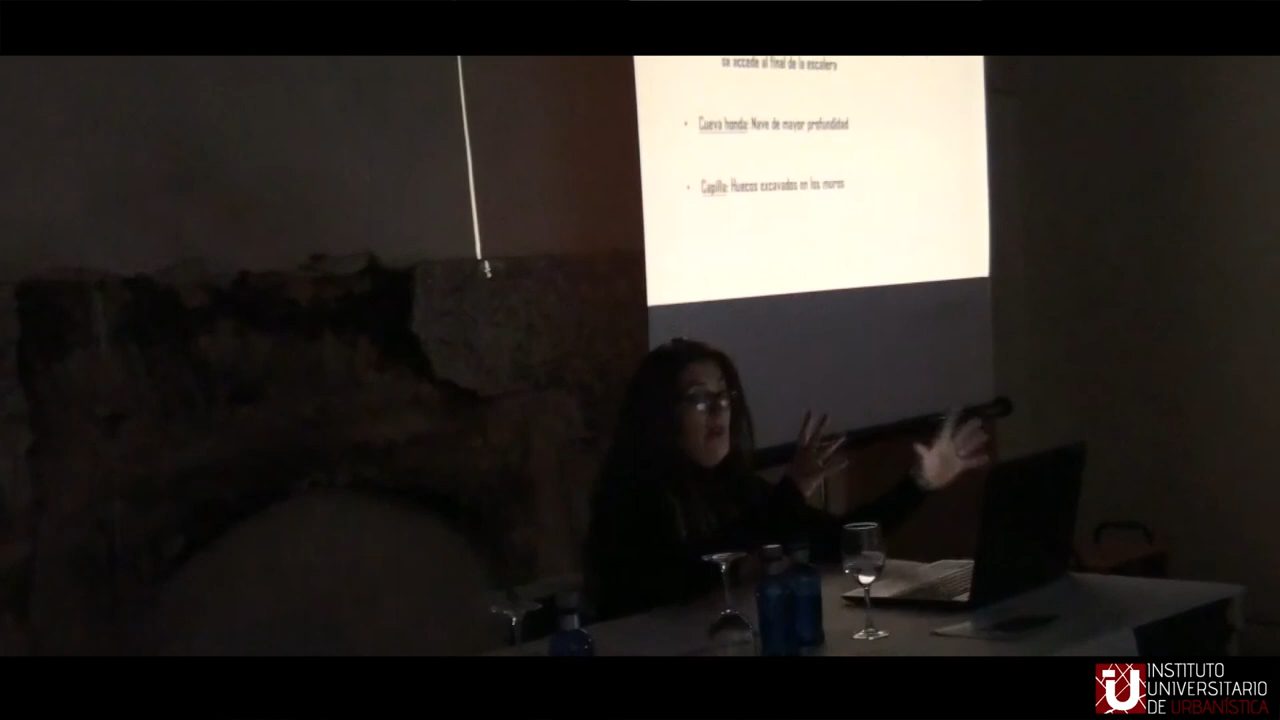 se accede al final de la escalera
• Cueva honda: Nave de mayor profundidad
• Capilla: Huecos excavados en los muros
iU INSTITUTO
UNIVERSITARIO
DE URBANÍSTICA